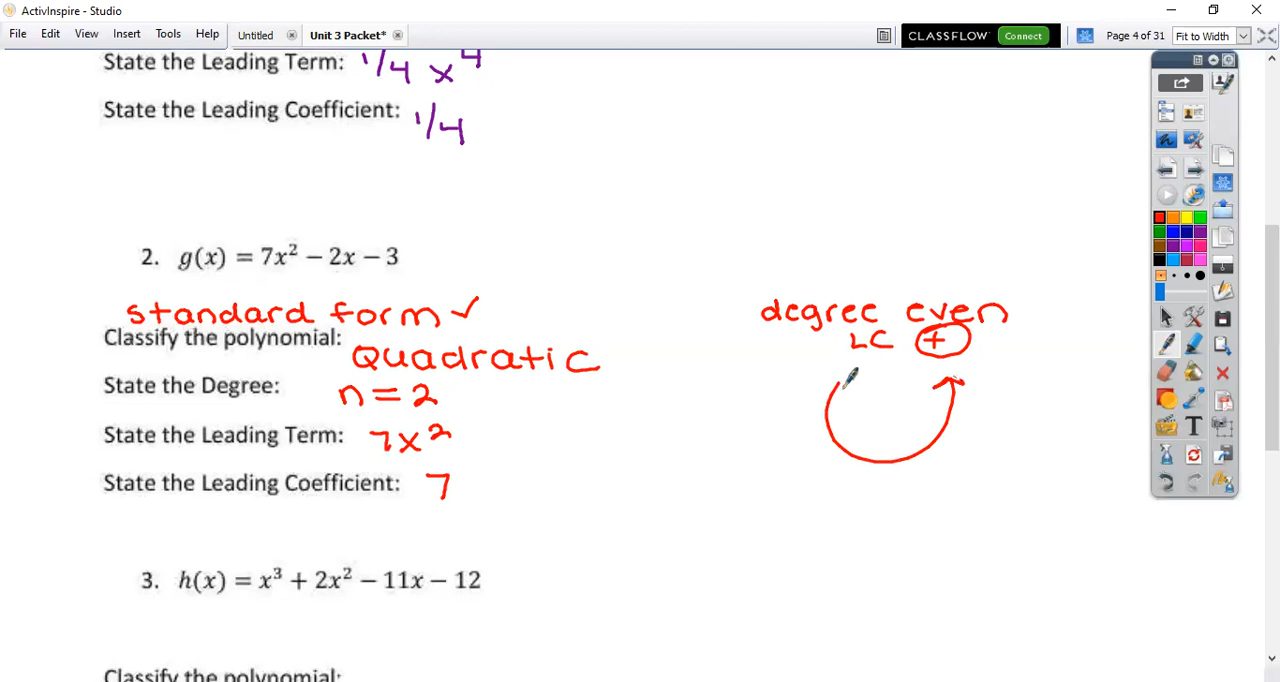 ActivInspire - Studio
File Edit View Insert Tools Help Untitled Unit 3 Packet* CLASSFLOW Connect Page 4 of 31 Fit to Width
State the Leading Term: 1/4 x^4
State the Leading Coefficient: 1/4
2. g(x) = 7x² − 2x − 3
standard form ✓
Classify the polynomial: Quadratic
State the Degree: n = 2
State the Leading Term: 7x²
State the Leading Coefficient: 7
degree even
LC +
3. h(x) = x³ + 2x² − 11x − 12
Classify the polynomial: